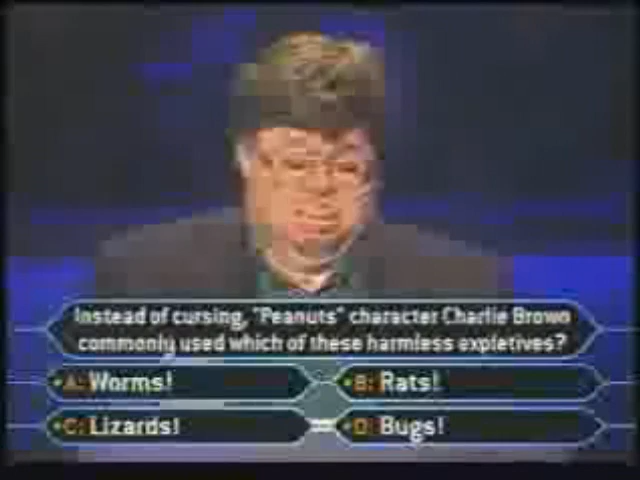 Instead of cursing, "Peanuts" character Charlie Brown
commonly used which of these harmless expletives?
A: Worms!
B: Rats!
C: Lizards!
D: Bugs!